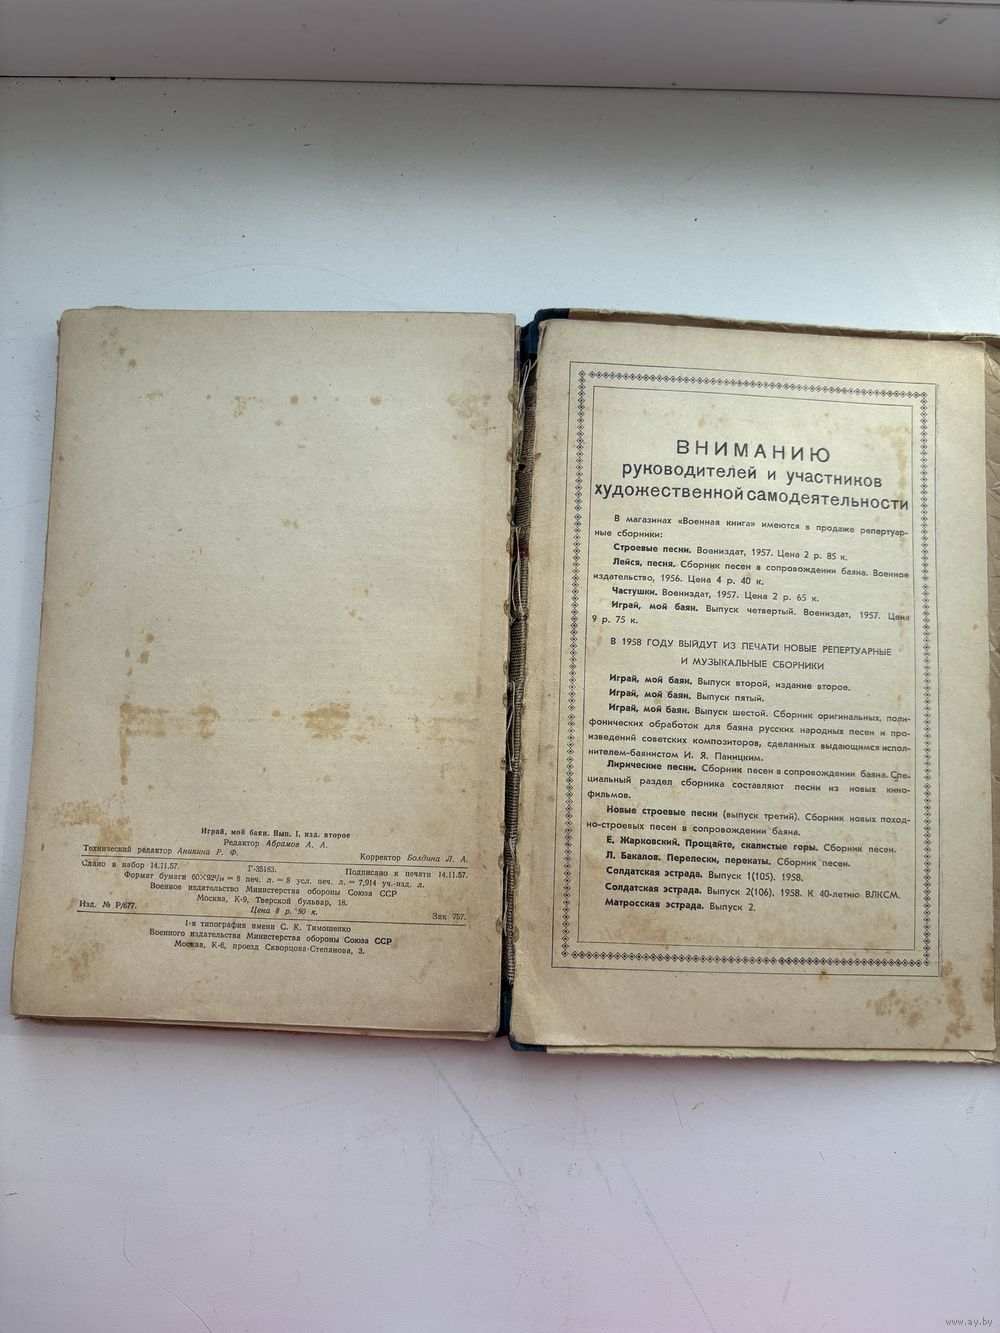 Играй, мой баян. Вып. I, изд. второе
Редактор Абрамов А. А.
Технический редактор Аникина Р. Ф.
Корректор Болдина Л. А.
Сдано в набор 14.11.57.
Г-35183.
Подписано к печати 14.11.57.
Формат бумаги 60×92¹/₁₆ = 8 печ. л. = 8 усл. печ. л. = 7,914 уч.-изд. л.
Военное издательство Министерства обороны Союза ССР
Москва, К-9, Тверской бульвар, 18.
Изд. № Р/677.
Цена 8 р. 90 к.
Зак 757.
1-я типография имени С. К. Тимошенко
Военного издательства Министерства обороны Союза ССР
Москва, К-6, проезд Скворцова-Степанова, 3.
ВНИМАНИЮ
руководителей и участников
художественной самодеятельности
В магазинах «Военная книга» имеются в продаже репертуар-
ные сборники:
Строевые песни. Воениздат, 1957. Цена 2 р. 85 к.
Лейся, песня. Сборник песен в сопровождении баяна. Военное
издательство, 1956. Цена 4 р. 40 к.
Частушки. Воениздат, 1957. Цена 2 р. 65 к.
Играй, мой баян. Выпуск четвертый. Воениздат, 1957. Цена
9 р. 75 к.
В 1958 ГОДУ ВЫЙДУТ ИЗ ПЕЧАТИ НОВЫЕ РЕПЕРТУАРНЫЕ
И МУЗЫКАЛЬНЫЕ СБОРНИКИ
Играй, мой баян. Выпуск второй, издание второе.
Играй, мой баян. Выпуск пятый.
Играй, мой баян. Выпуск шестой. Сборник оригинальных, поли-
фонических обработок для баяна русских народных песен и про-
изведений советских композиторов, сделанных выдающимся испол-
нителем-баянистом И. Я. Паницким.
Лирические песни. Сборник песен в сопровождении баяна. Спе-
циальный раздел сборника составляют песни из новых кино-
фильмов.
Новые строевые песни (выпуск третий). Сборник новых поход-
но-строевых песен в сопровождении баяна.
Е. Жарковский. Прощайте, скалистые горы. Сборник песен.
Л. Бакалов. Перелески, перекаты. Сборник песен.
Солдатская эстрада. Выпуск 1(105). 1958.
Солдатская эстрада. Выпуск 2(106). 1958. К 40-летию ВЛКСМ.
Матросская эстрада. Выпуск 2.
www.ay.by